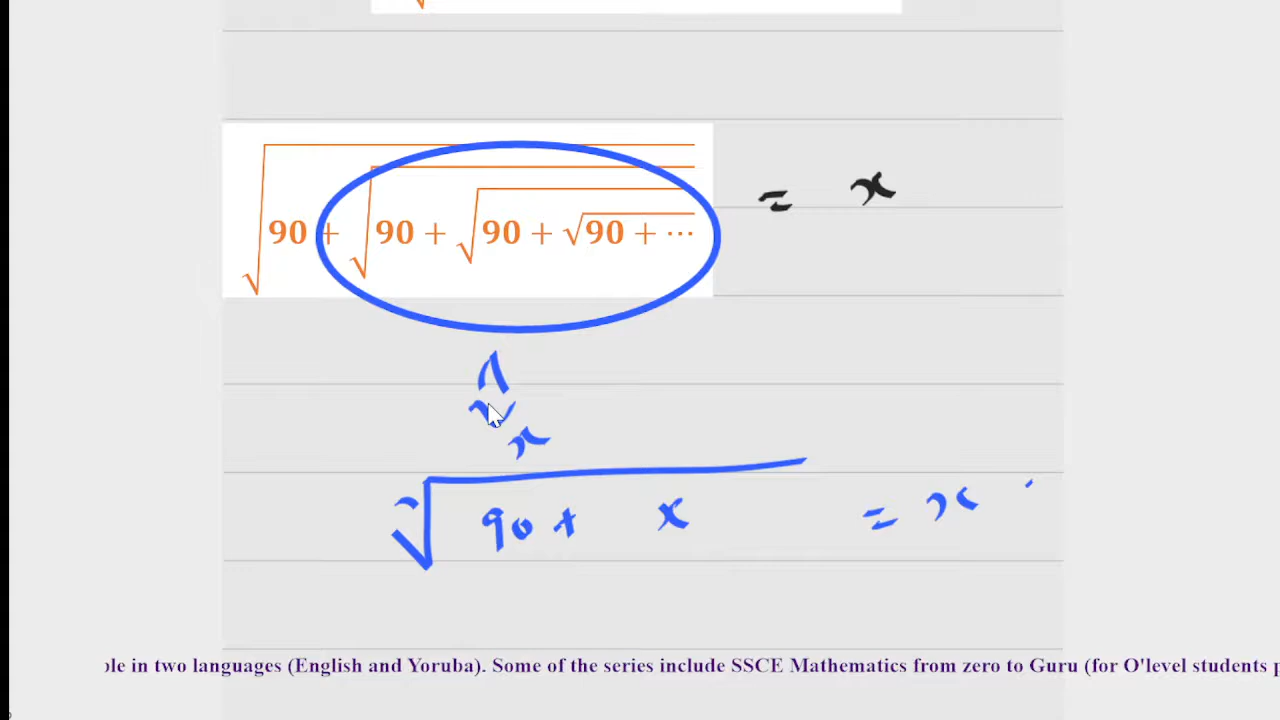 √(90 + √(90 + √(90 + √(90 + ⋯ = x
x
x
√(90 + x) = x
ple in two languages (English and Yoruba). Some of the series include SSCE Mathematics from zero to Guru (for O'level students p